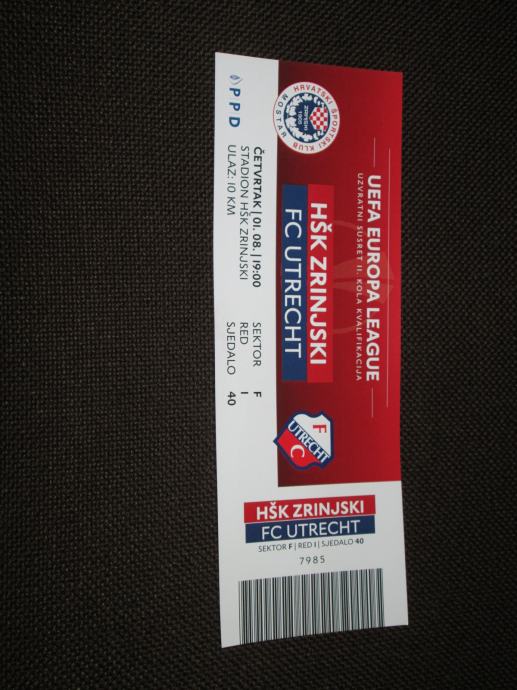 UEFA EUROPA LEAGUE
UZVRATNI SUSRET II. KOLA KVALIFIKACIJA
HRVATSKI ŠPORTSKI KLUB
MOSTAR
ZRINJSKI
1905
HŠK ZRINJSKI
FC UTRECHT
F
UTRECHT
C
PPD
ČETVRTAK | 01. 08. | 19:00
STADION HŠK ZRINJSKI
ULAZ: 10 KM
SEKTOR F
RED I
SJEDALO 40
HŠK ZRINJSKI
FC UTRECHT
SEKTOR F | RED I | SJEDALO 40
7985